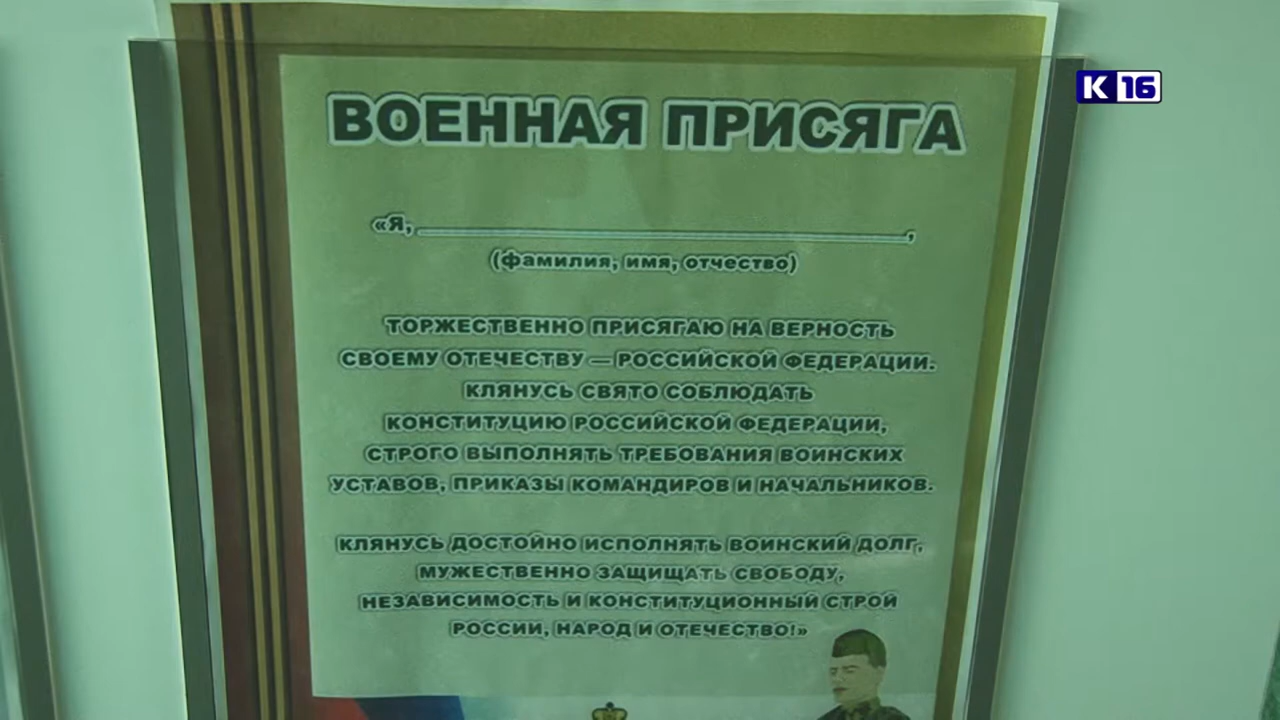 К 16
ВОЕННАЯ ПРИСЯГА
«Я, ________________________________,
(фамилия, имя, отчество)
ТОРЖЕСТВЕННО ПРИСЯГАЮ НА ВЕРНОСТЬ
СВОЕМУ ОТЕЧЕСТВУ — РОССИЙСКОЙ ФЕДЕРАЦИИ.
КЛЯНУСЬ СВЯТО СОБЛЮДАТЬ
КОНСТИТУЦИЮ РОССИЙСКОЙ ФЕДЕРАЦИИ,
СТРОГО ВЫПОЛНЯТЬ ТРЕБОВАНИЯ ВОИНСКИХ
УСТАВОВ, ПРИКАЗЫ КОМАНДИРОВ И НАЧАЛЬНИКОВ.
КЛЯНУСЬ ДОСТОЙНО ИСПОЛНЯТЬ ВОИНСКИЙ ДОЛГ,
МУЖЕСТВЕННО ЗАЩИЩАТЬ СВОБОДУ,
НЕЗАВИСИМОСТЬ И КОНСТИТУЦИОННЫЙ СТРОЙ
РОССИИ, НАРОД И ОТЕЧЕСТВО!»